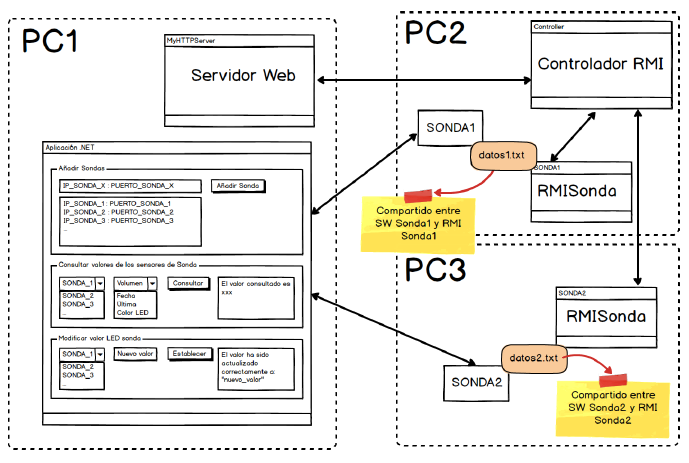 PC1
MyHTTPServer
Servidor Web
Aplicación .NET
Añadir Sondas
IP_SONDA_X : PUERTO_SONDA_X
Añadir Sonda
IP_SONDA_1 : PUERTO_SONDA_1
IP_SONDA_2 : PUERTO_SONDA_2
IP_SONDA_3 : PUERTO_SONDA_3
...
Consultar valores de los sensores de Sonda
SONDA_1
SONDA_2
SONDA_3
...
Volumen
Fecha
Última
Color LED
Consultar
El valor consultado es
xxx
Modificar valor LED sonda
SONDA_1
SONDA_2
SONDA_3
...
Nuevo valor
Establecer
El valor ha sido
actualizado
correctamente a:
"nuevo_valor"
PC2
Controller
Controlador RMI
SONDA1
datos1.txt
SONDA1
RMISonda
Compartido entre
SW Sonda1 y RMI
Sonda1
PC3
SONDA2
RMISonda
datos2.txt
SONDA2
Compartido entre
SW Sonda2 y RMI
Sonda2